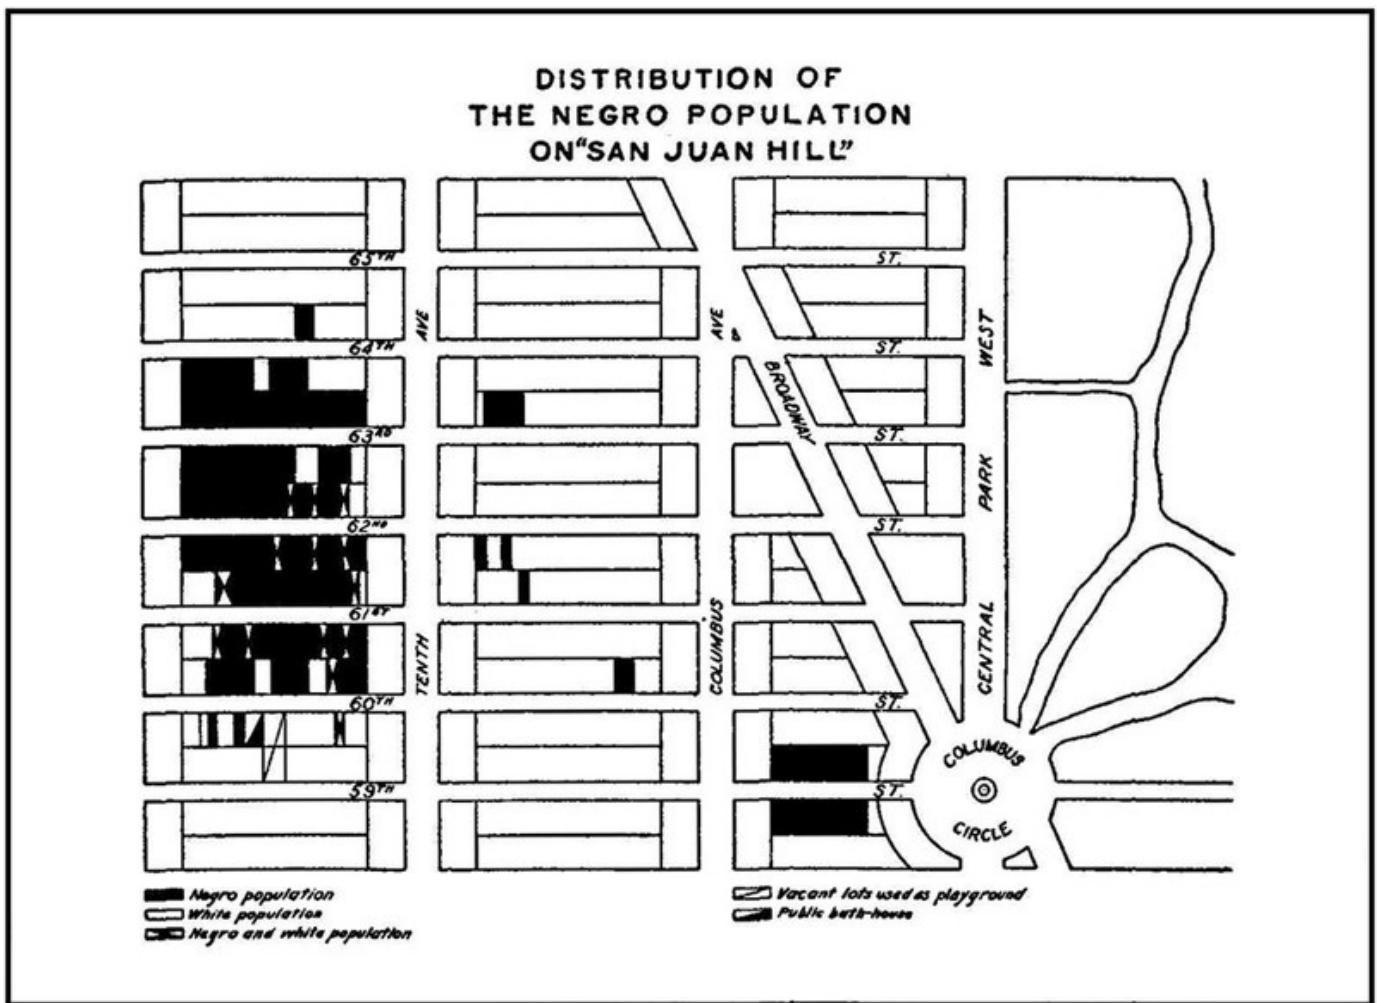 DISTRIBUTION OF
THE NEGRO POPULATION
ON "SAN JUAN HILL"
65TH
ST.
AVE
AVE
WEST
64TH
ST.
BROADWAY
63RD
ST.
PARK
62ND
ST.
61ST
TENTH
COLUMBUS
CENTRAL
60TH
ST.
COLUMBUS
CIRCLE
59TH
ST.
Negro population
White population
Negro and white population
Vacant lots used as playground
Public bath-house